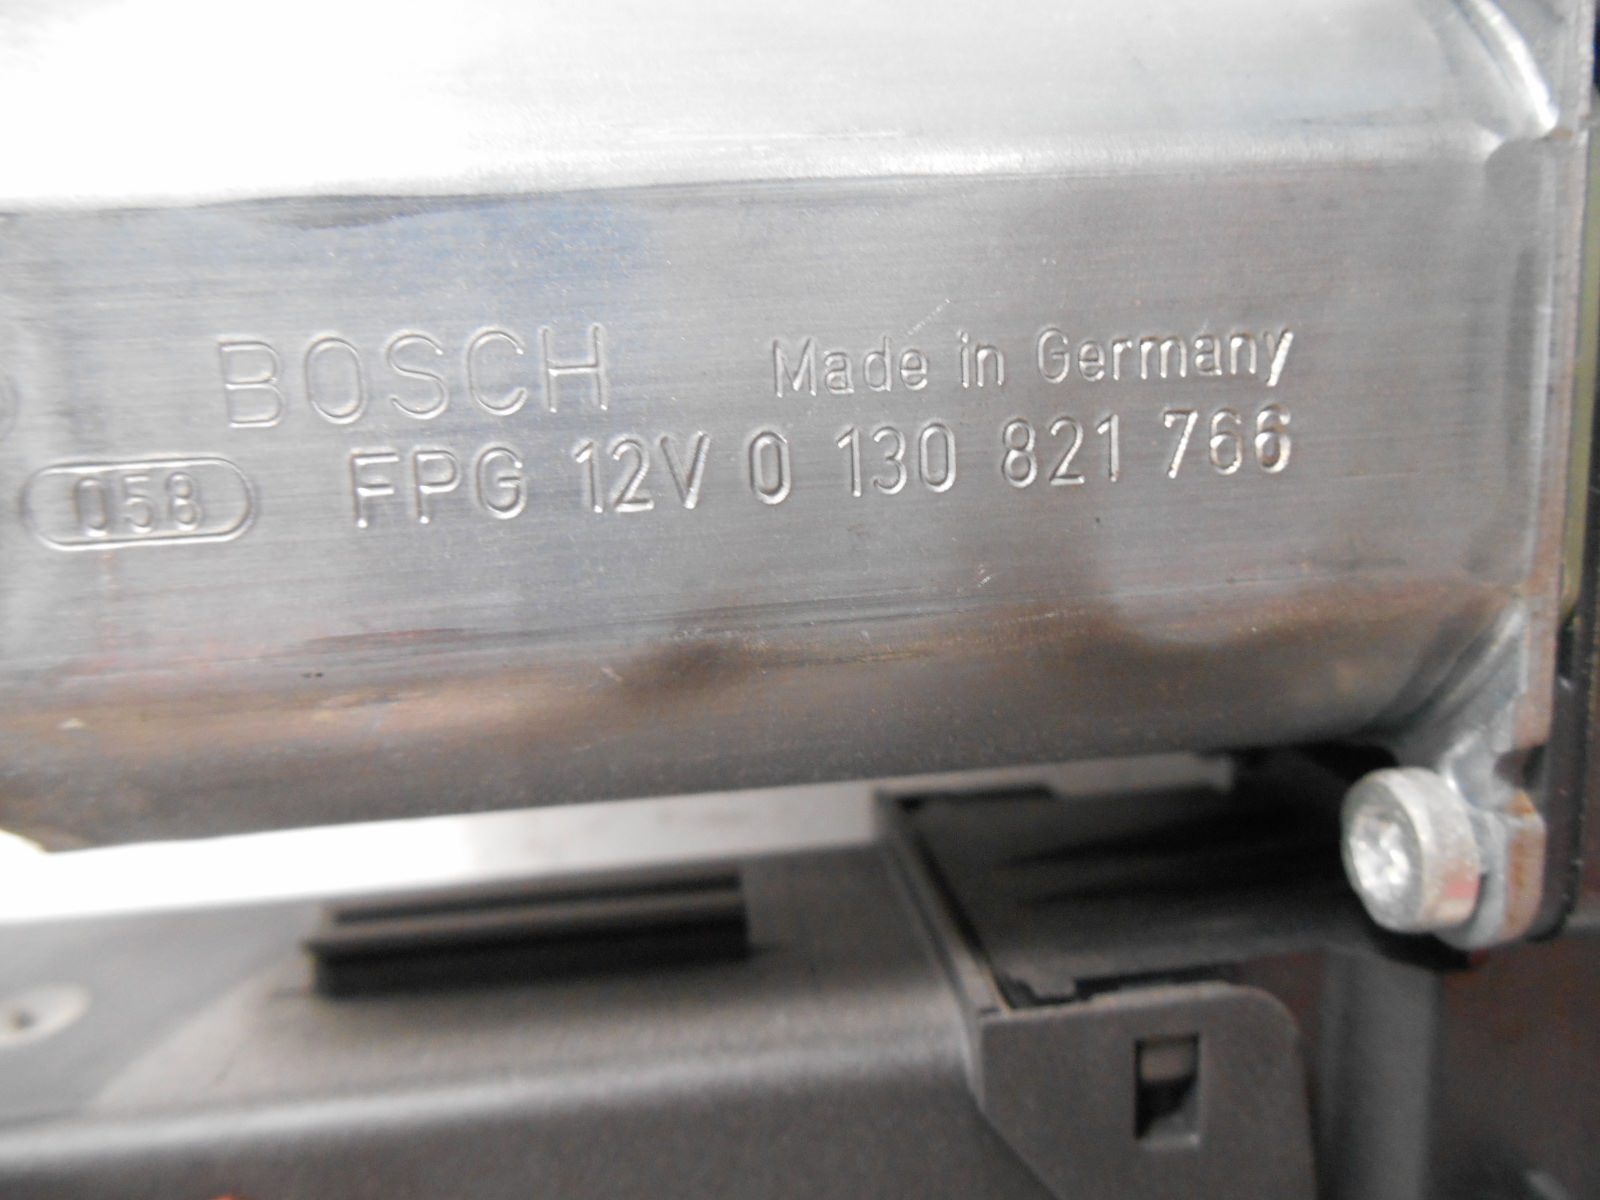 BOSCH Made in Germany
058 FPG 12V 0 130 821 766